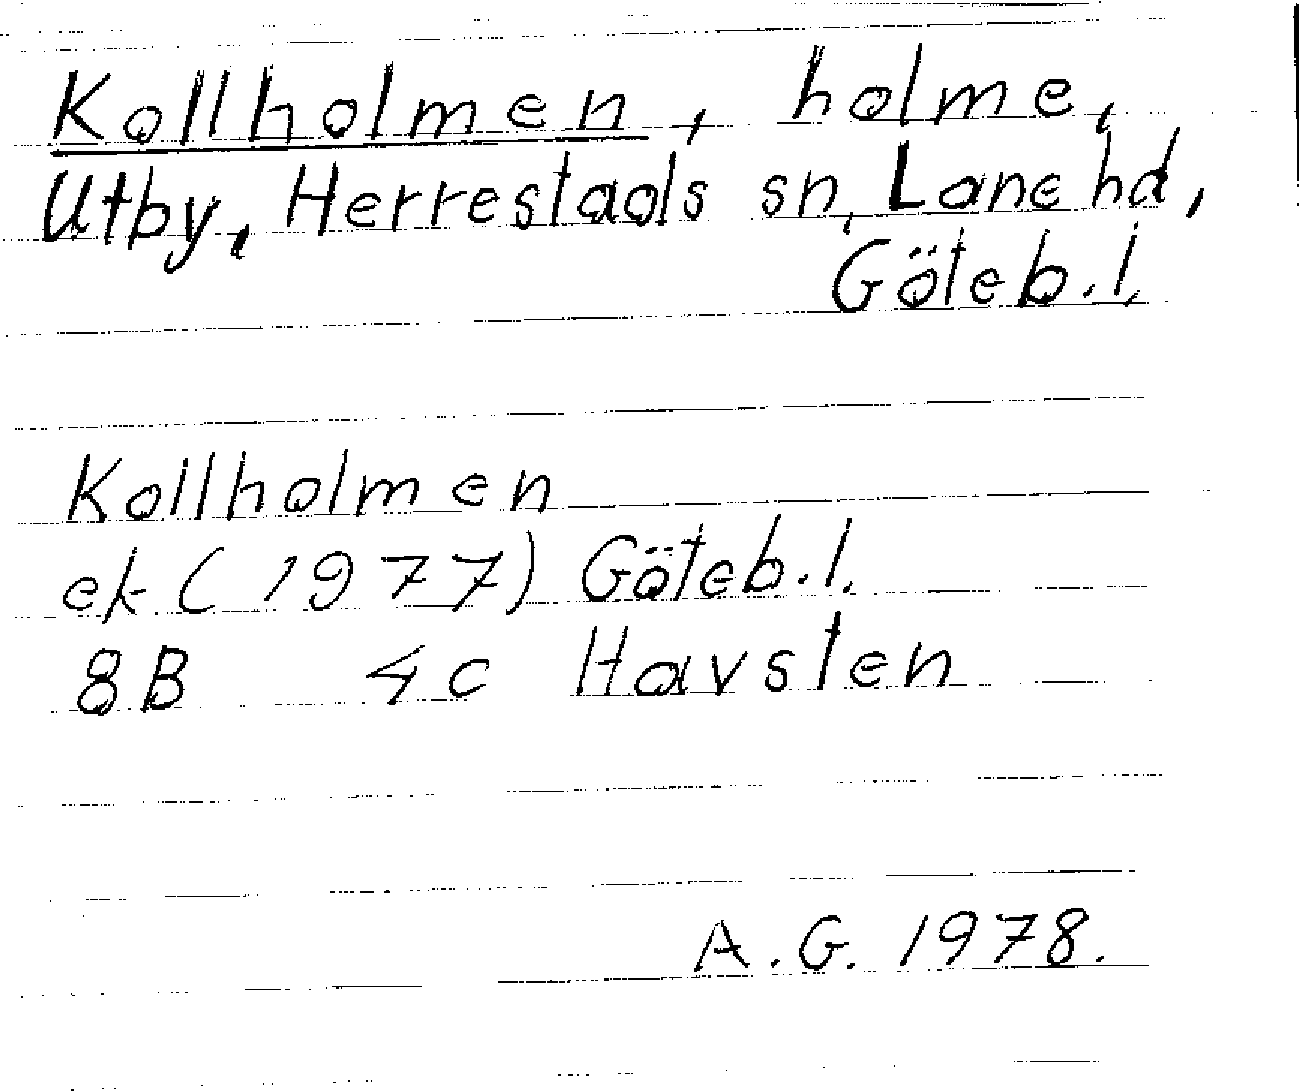 Kollholmen, holme,
Utby, Herrestads sn, Lane hd,
Göteb. l.
Kollholmen
ek (1977) Göteb. l.
8B 4c Havsten
A. G. 1978.